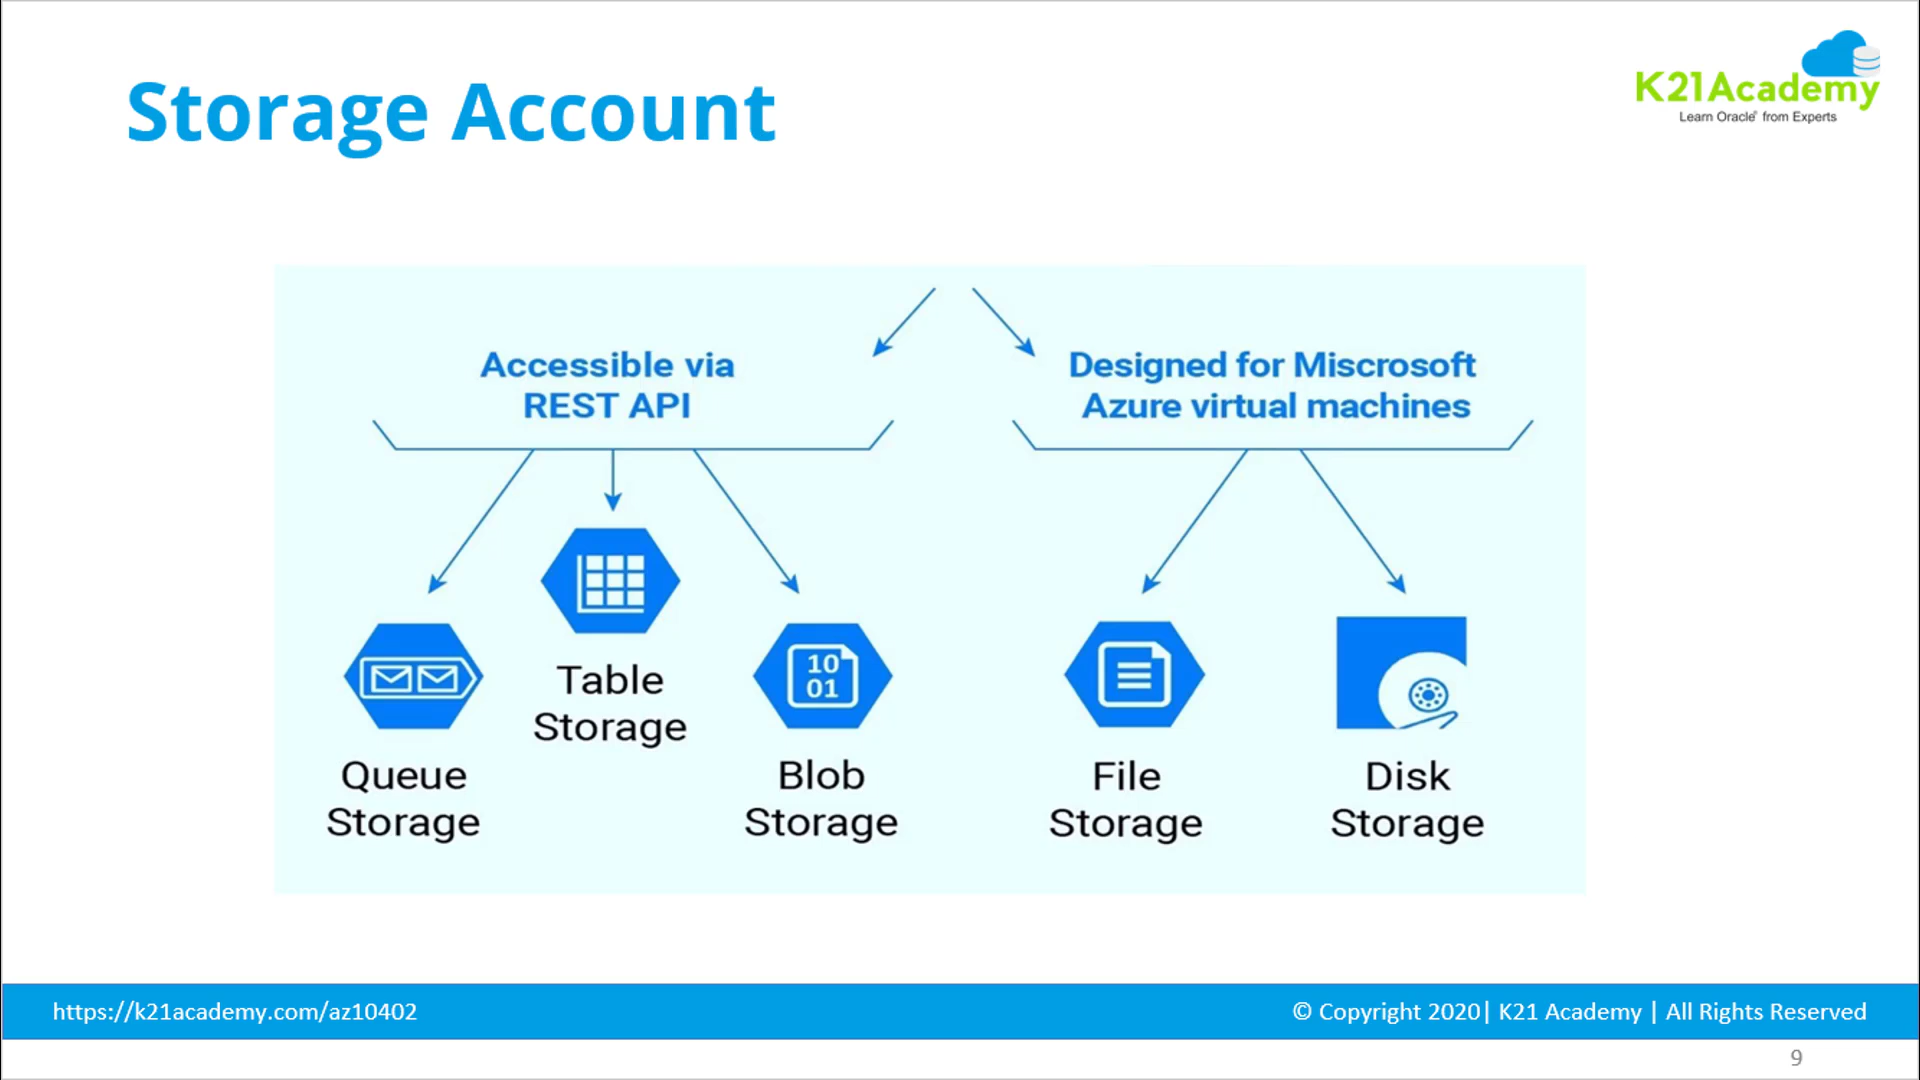 Storage Account
K21Academy
Learn Oracle' from Experts
Accessible via
REST API
Designed for Miscrosoft
Azure virtual machines
Table
Storage
10
01
Queue
Storage
Blob
Storage
File
Storage
Disk
Storage
https://k21academy.com/az10402
© Copyright 2020| K21 Academy | All Rights Reserved
9